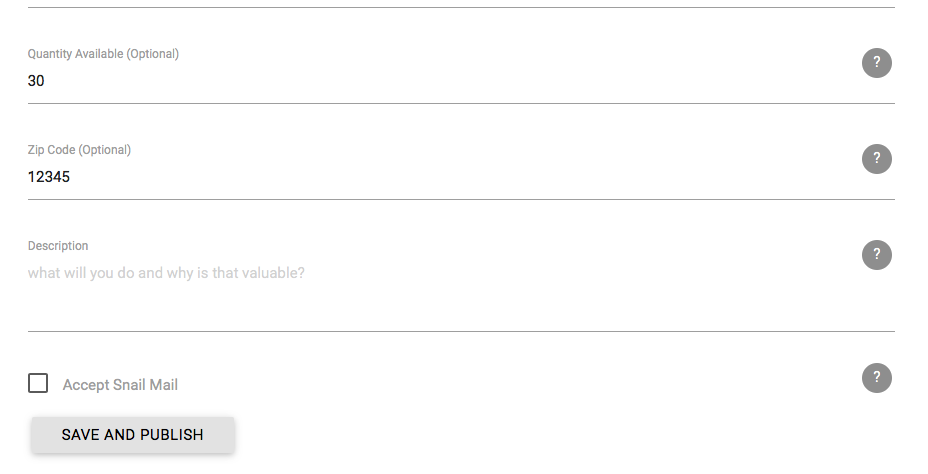 Quantity Available (Optional)
?
30
Zip Code (Optional)
?
12345
Description
?
what will you do and why is that valuable?
Accept Snail Mail
?
SAVE AND PUBLISH